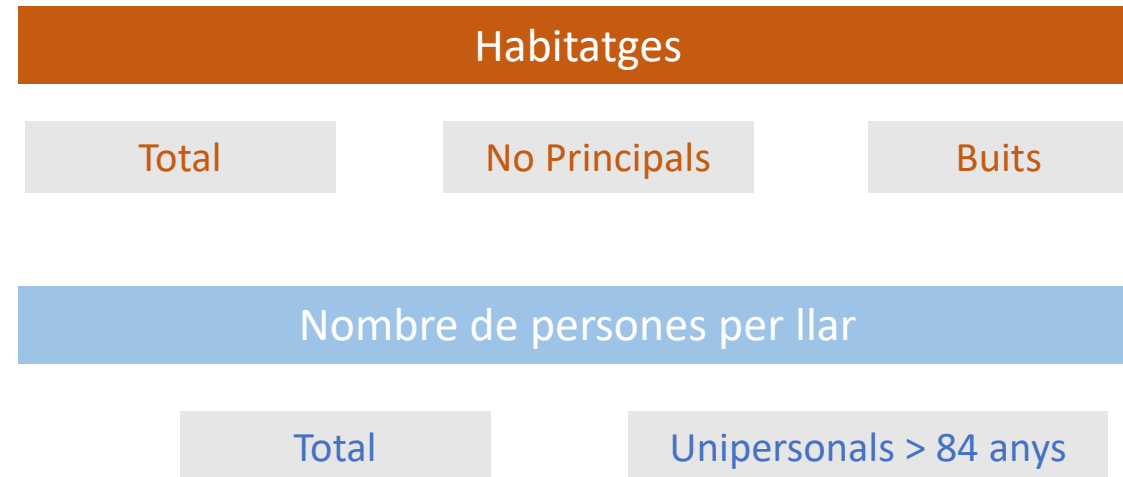 Habitatges
Total
No Principals
Buits
Nombre de persones per llar
Total
Unipersonals > 84 anys